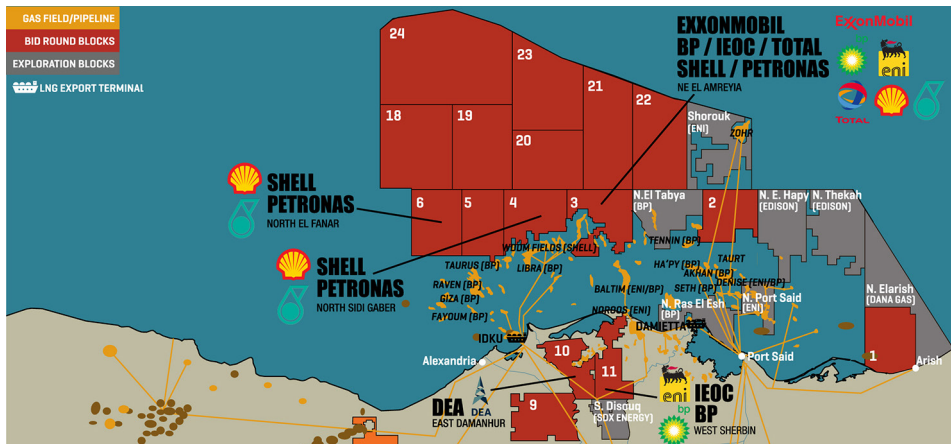 GAS FIELD/PIPELINE
BID ROUND BLOCKS
EXPLORATION BLOCKS
LNG EXPORT TERMINAL
EXXONMOBIL
BP / IEOC / TOTAL
SHELL / PETRONAS
NE EL AMREYIA
ExxonMobil
bp
eni
TOTAL
24
23
21
22
18
19
20
Shorouk
[ENI]
ZOHR
SHELL
PETRONAS
NORTH EL FANAR
6
5
4
3
N.El Tabya
[BP]
2
N. E. Hapy
[EDISON]
N. Thekah
[EDISON]
SHELL
PETRONAS
NORTH SIDI GABER
WDDM FIELDS [SHELL]
TAURUS [BP]
LIBRA [BP]
RAVEN [BP]
GIZA [BP]
FAYOUM [BP]
TENNIN [BP]
HA'PY [BP]
TAURT
AKHAN [BP]
SETH [BP]
DENISE [ENI/BP]
BALTIM [ENI/BP]
NOROOS [ENI]
N. Ras El Esh
[BP]
N. Port Said
[ENI]
N. Elarish
[DANA GAS]
IDKU
DAMIETTA
Alexandria
Port Said
1
Arish
10
11
9
S. Disouq
[SDX ENERGY]
DEA
DEA
EAST DAMANHUR
eni
bp
IEOC
BP
WEST SHERBIN